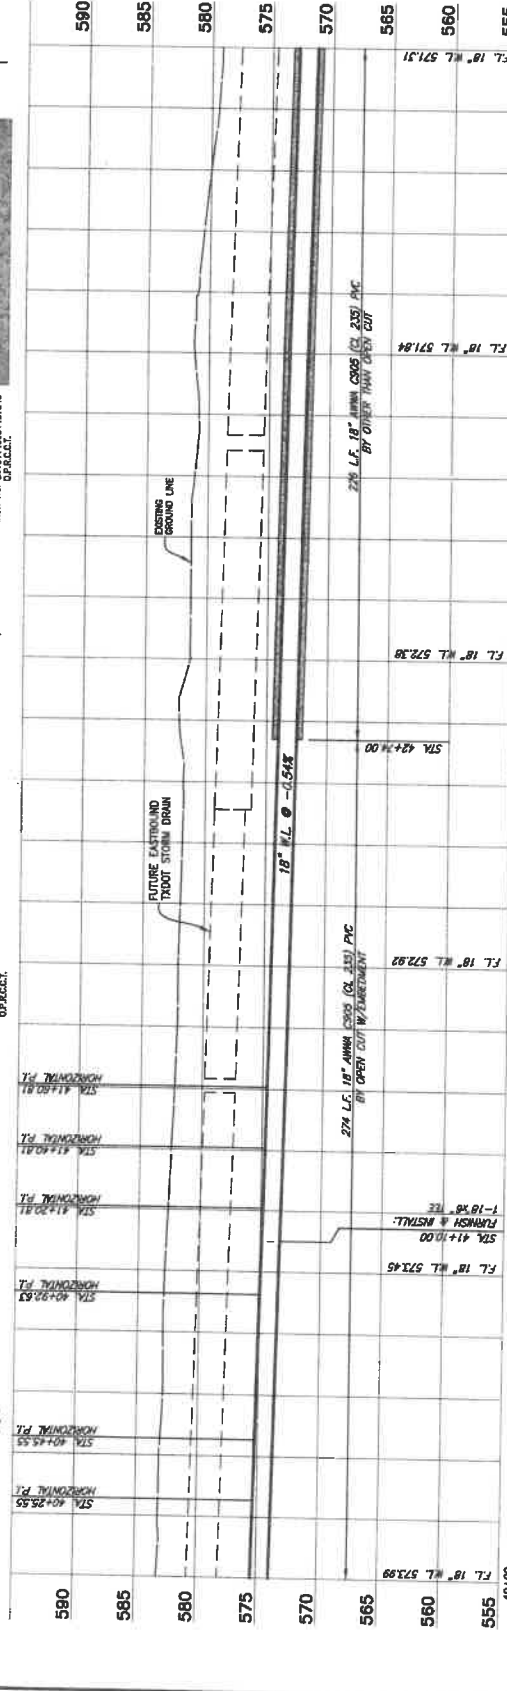 O.P.R.C.C.T.
O.P.R.C.C.T.
590
585
580
575
570
565
560
555
F.L. 18" W.L. 571.31
F.L. 18" W.L. 571.84
F.L. 18" W.L. 572.38
F.L. 18" W.L. 572.92
F.L. 18" W.L. 573.45
F.L. 18" W.L. 573.99
226 L.F. 18" AWWA C905 (CL 235) PVC
BY OTHER THAN OPEN CUT
EXISTING
GROUND LINE
STA. 42+74.00
18" W.L. @ -0.54%
FUTURE EASTBOUND
TXDOT STORM DRAIN
274 L.F. 18" AWWA C905 (CL 235) PVC
BY OPEN CUT W/EMBEDMENT
STA. 41+60.81
HORIZONTAL P.I.
STA. 41+40.81
HORIZONTAL P.I.
STA. 41+20.81
HORIZONTAL P.I.
STA. 40+92.63
HORIZONTAL P.I.
STA. 40+45.55
HORIZONTAL P.I.
STA. 40+25.55
HORIZONTAL P.I.
STA. 41+10.00
FURNISH & INSTALL:
1-18"x6" TEE
590
585
580
575
570
565
560
555